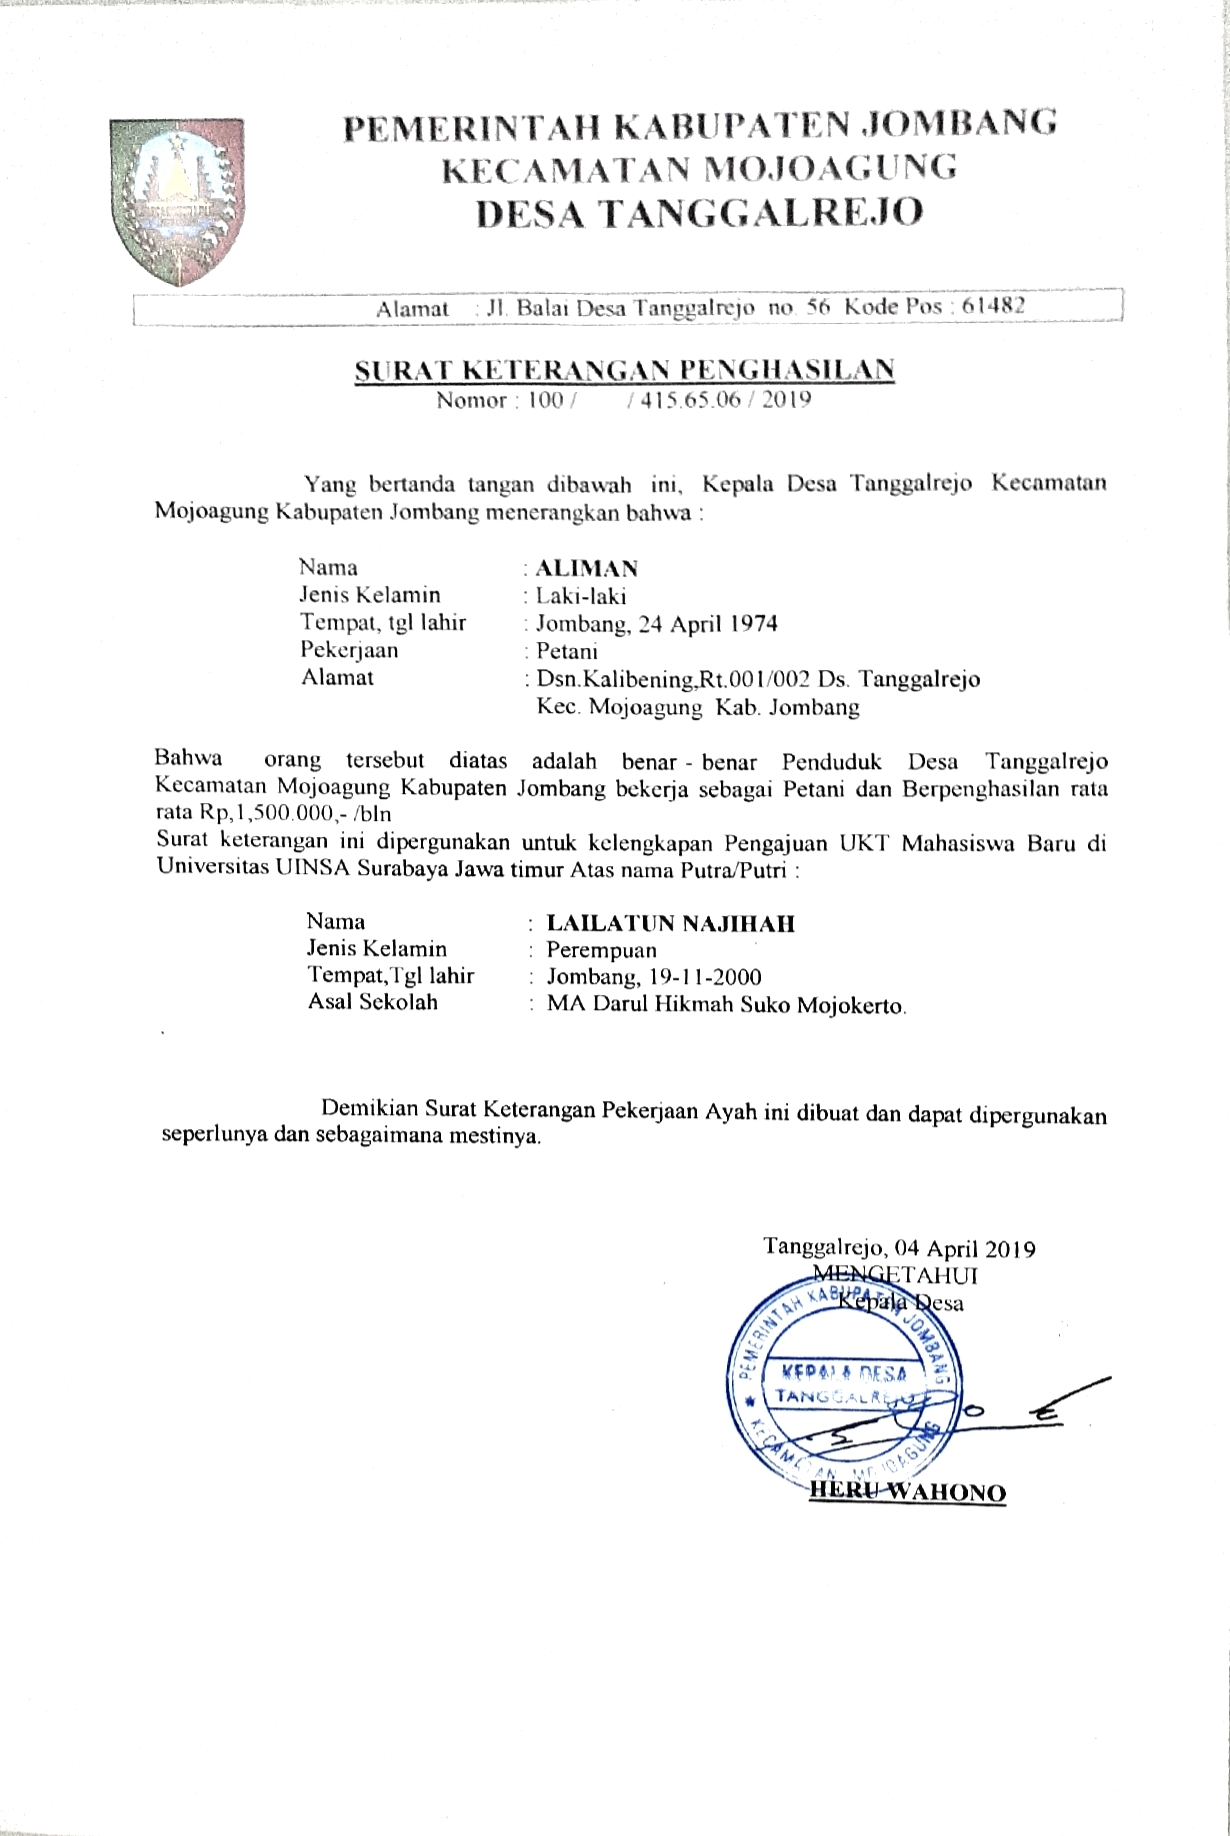 PEMERINTAH KABUPATEN JOMBANG
KECAMATAN MOJOAGUNG
DESA TANGGALREJO
Alamat : Jl. Balai Desa Tanggalrejo no. 56 Kode Pos : 61482
SURAT KETERANGAN PENGHASILAN
Nomor : 100 / / 415.65.06 / 2019
Yang bertanda tangan dibawah ini, Kepala Desa Tanggalrejo Kecamatan
Mojoagung Kabupaten Jombang menerangkan bahwa :
Nama : ALIMAN
Jenis Kelamin : Laki-laki
Tempat, tgl lahir : Jombang, 24 April 1974
Pekerjaan : Petani
Alamat : Dsn.Kalibening,Rt.001/002 Ds. Tanggalrejo
Kec. Mojoagung Kab. Jombang
Bahwa orang tersebut diatas adalah benar - benar Penduduk Desa Tanggalrejo
Kecamatan Mojoagung Kabupaten Jombang bekerja sebagai Petani dan Berpenghasilan rata
rata Rp,1,500.000,- /bln
Surat keterangan ini dipergunakan untuk kelengkapan Pengajuan UKT Mahasiswa Baru di
Universitas UINSA Surabaya Jawa timur Atas nama Putra/Putri :
Nama : LAILATUN NAJIHAH
Jenis Kelamin : Perempuan
Tempat,Tgl lahir : Jombang, 19-11-2000
Asal Sekolah : MA Darul Hikmah Suko Mojokerto.
Demikian Surat Keterangan Pekerjaan Ayah ini dibuat dan dapat dipergunakan
seperlunya dan sebagaimana mestinya.
Tanggalrejo, 04 April 2019
MENGETAHUI
Kepala Desa
PEMERINTAH KABUPATEN JOMBANG
KEPALA DESA
TANGGALREJO
KECAMATAN MOJOAGUNG
HERU WAHONO